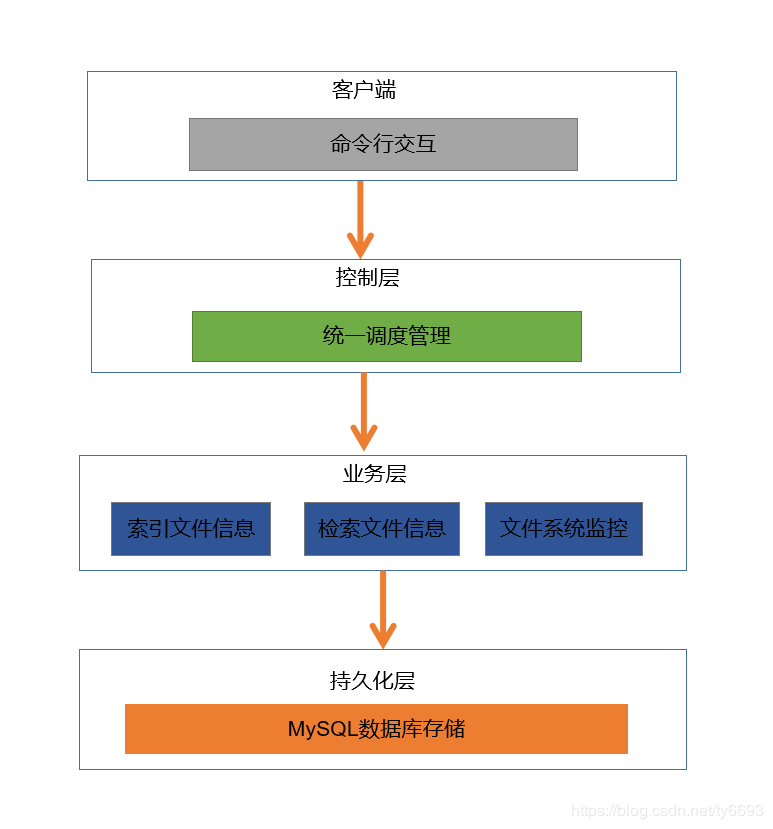 客户端
命令行交互
控制层
统一调度管理
业务层
索引文件信息 检索文件信息 文件系统监控
持久化层
MySQL数据库存储
https://blog.csdn.net/ty6693